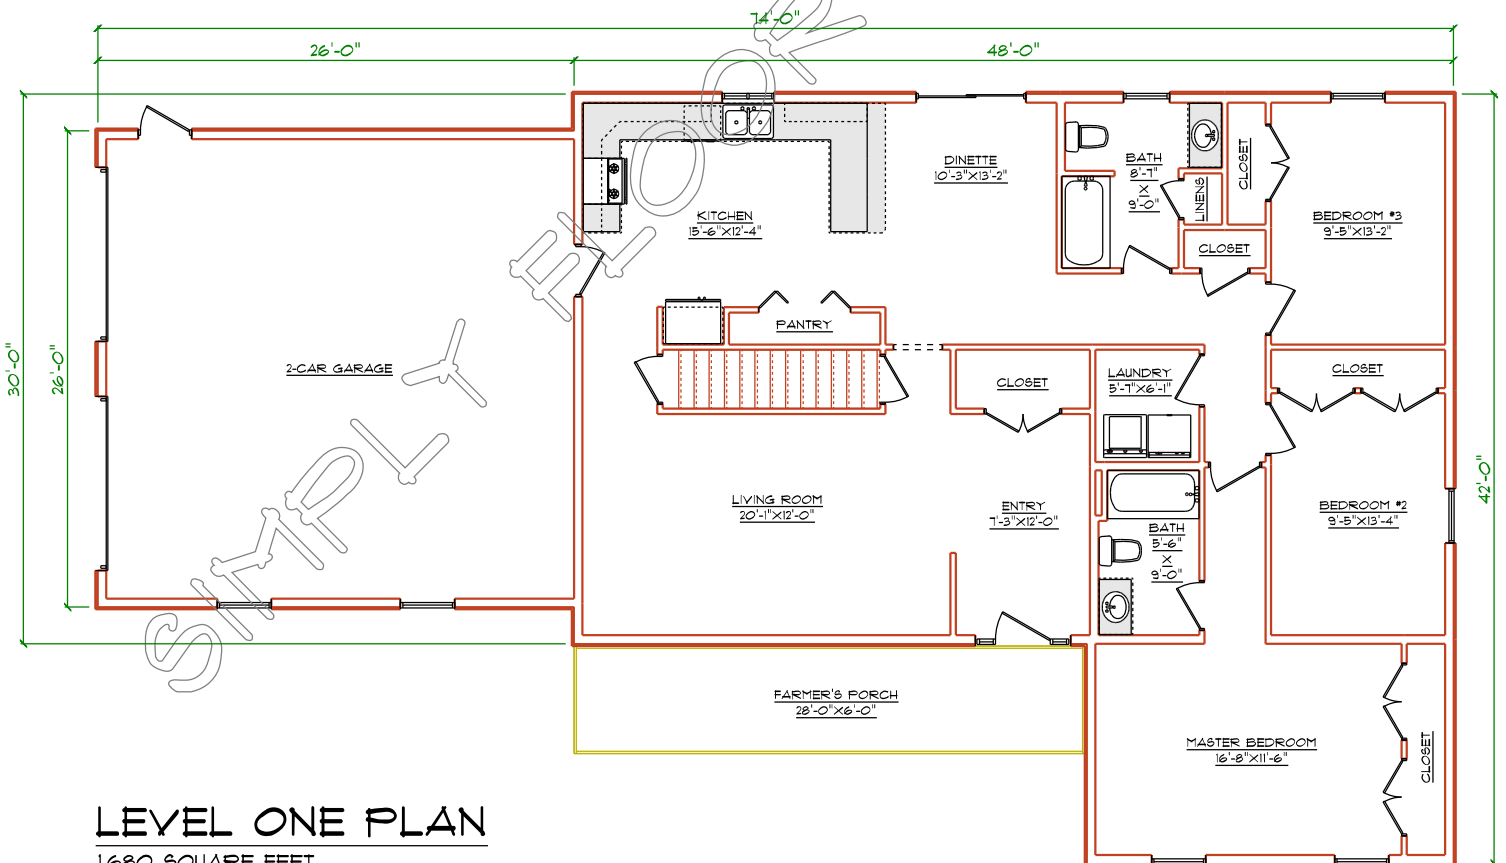 74'-0"
26'-0"
48'-0"
30'-0"
26'-0"
42'-0"
KITCHEN
15'-6"X12'-4"
DINETTE
10'-3"X13'-2"
BATH
8'-7"
X
9'-0"
LINENS
CLOSET
CLOSET
BEDROOM #3
9'-5"X13'-2"
PANTRY
2-CAR GARAGE
CLOSET
LAUNDRY
5'-7"X6'-1"
CLOSET
LIVING ROOM
20'-1"X12'-0"
ENTRY
7'-3"X12'-0"
BATH
5'-6"
X
9'-0"
BEDROOM #2
9'-5"X13'-4"
FARMER'S PORCH
28'-0"X6'-0"
MASTER BEDROOM
16'-8"X11'-6"
CLOSET
SIMPLY FLOOR
LEVEL ONE PLAN
1680 SQUARE FEET